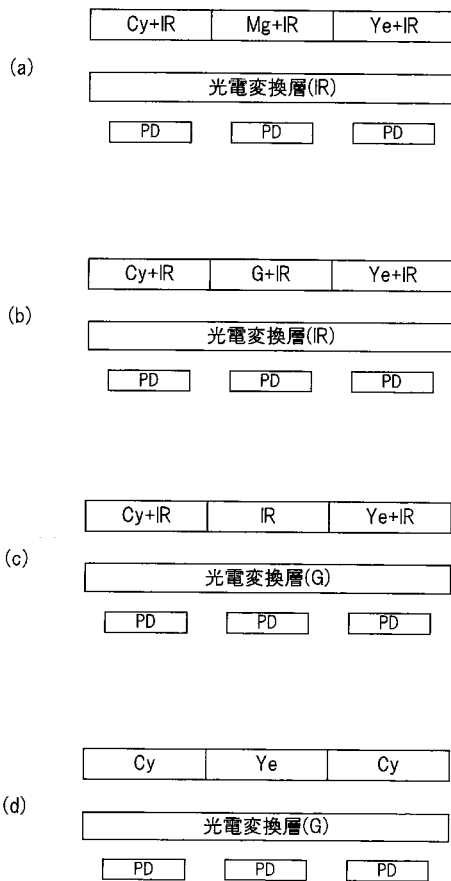 Cy+IR Mg+IR Ye+IR
(a)
光電変換層(IR)
PD PD PD
Cy+IR G+IR Ye+IR
(b)
光電変換層(IR)
PD PD PD
Cy+IR IR Ye+IR
(c)
光電変換層(G)
PD PD PD
Cy Ye Cy
(d)
光電変換層(G)
PD PD PD